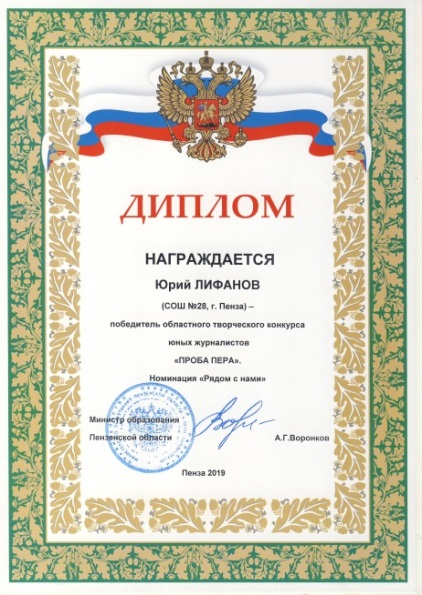 ДИПЛОМ
НАГРАЖДАЕТСЯ
Юрий ЛИФАНОВ
(СОШ №28, г. Пенза) –
победитель областного творческого конкурса
юных журналистов
«ПРОБА ПЕРА».
Номинация «Рядом с нами»
Министр образования
Пензенской области А.Г.Воронков
Пенза 2019